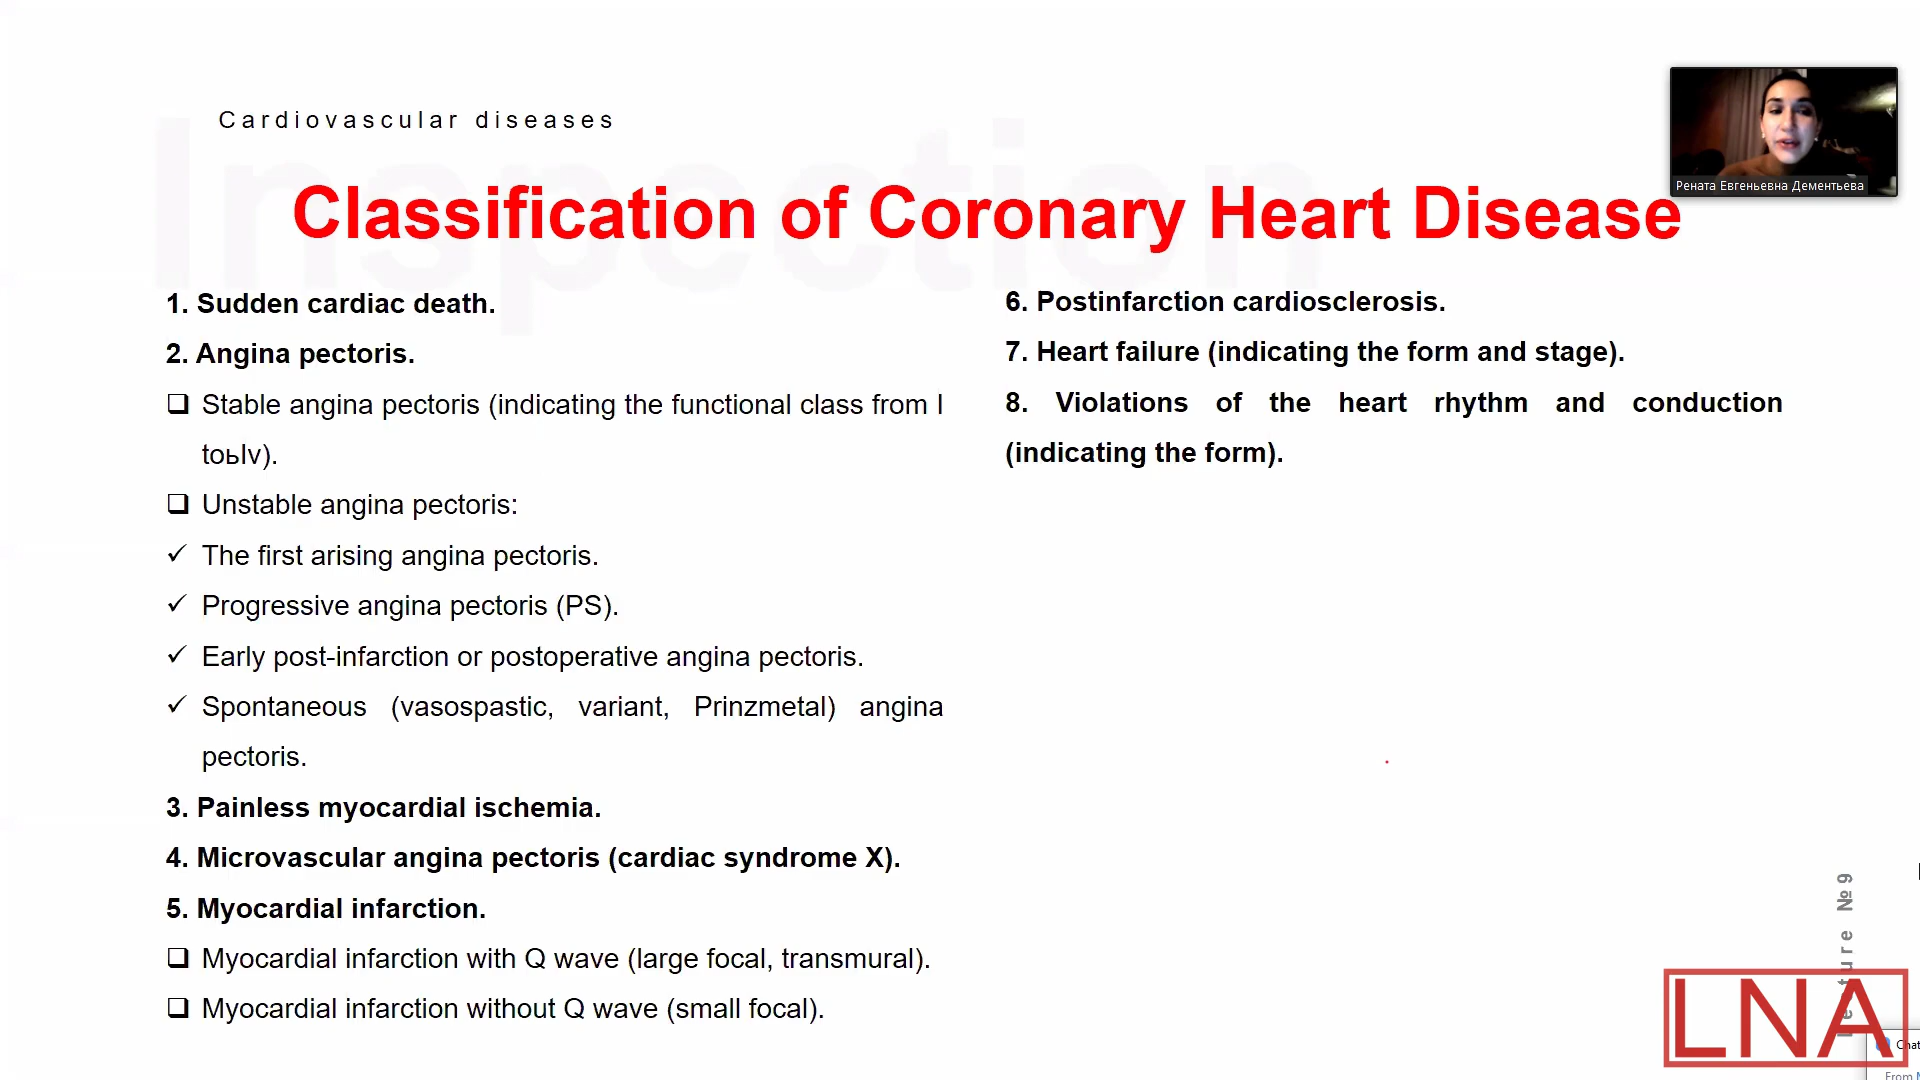 Cardiovascular diseases
Inspection
Classification of Coronary Heart Disease
Рената Евгеньевна Дементьева
1. Sudden cardiac death.
2. Angina pectoris.
❑ Stable angina pectoris (indicating the functional class from I
toьIv).
❑ Unstable angina pectoris:
✓ The first arising angina pectoris.
✓ Progressive angina pectoris (PS).
✓ Early post-infarction or postoperative angina pectoris.
✓ Spontaneous (vasospastic, variant, Prinzmetal) angina
pectoris.
3. Painless myocardial ischemia.
4. Microvascular angina pectoris (cardiac syndrome X).
5. Myocardial infarction.
❑ Myocardial infarction with Q wave (large focal, transmural).
❑ Myocardial infarction without Q wave (small focal).
6. Postinfarction cardiosclerosis.
7. Heart failure (indicating the form and stage).
8. Violations of the heart rhythm and conduction
(indicating the form).
Lecture №9
LNA
Chat
From